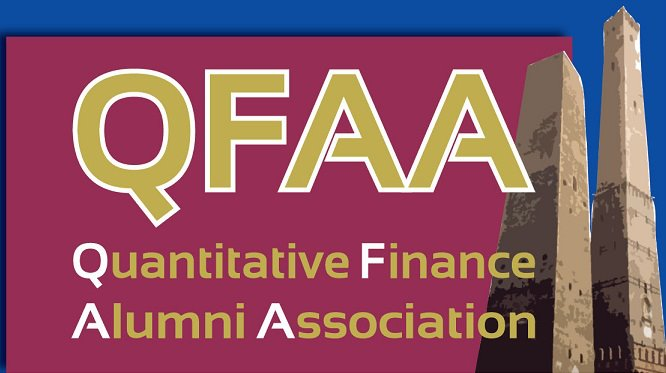 QFAA
Quantitative Finance
Alumni Association